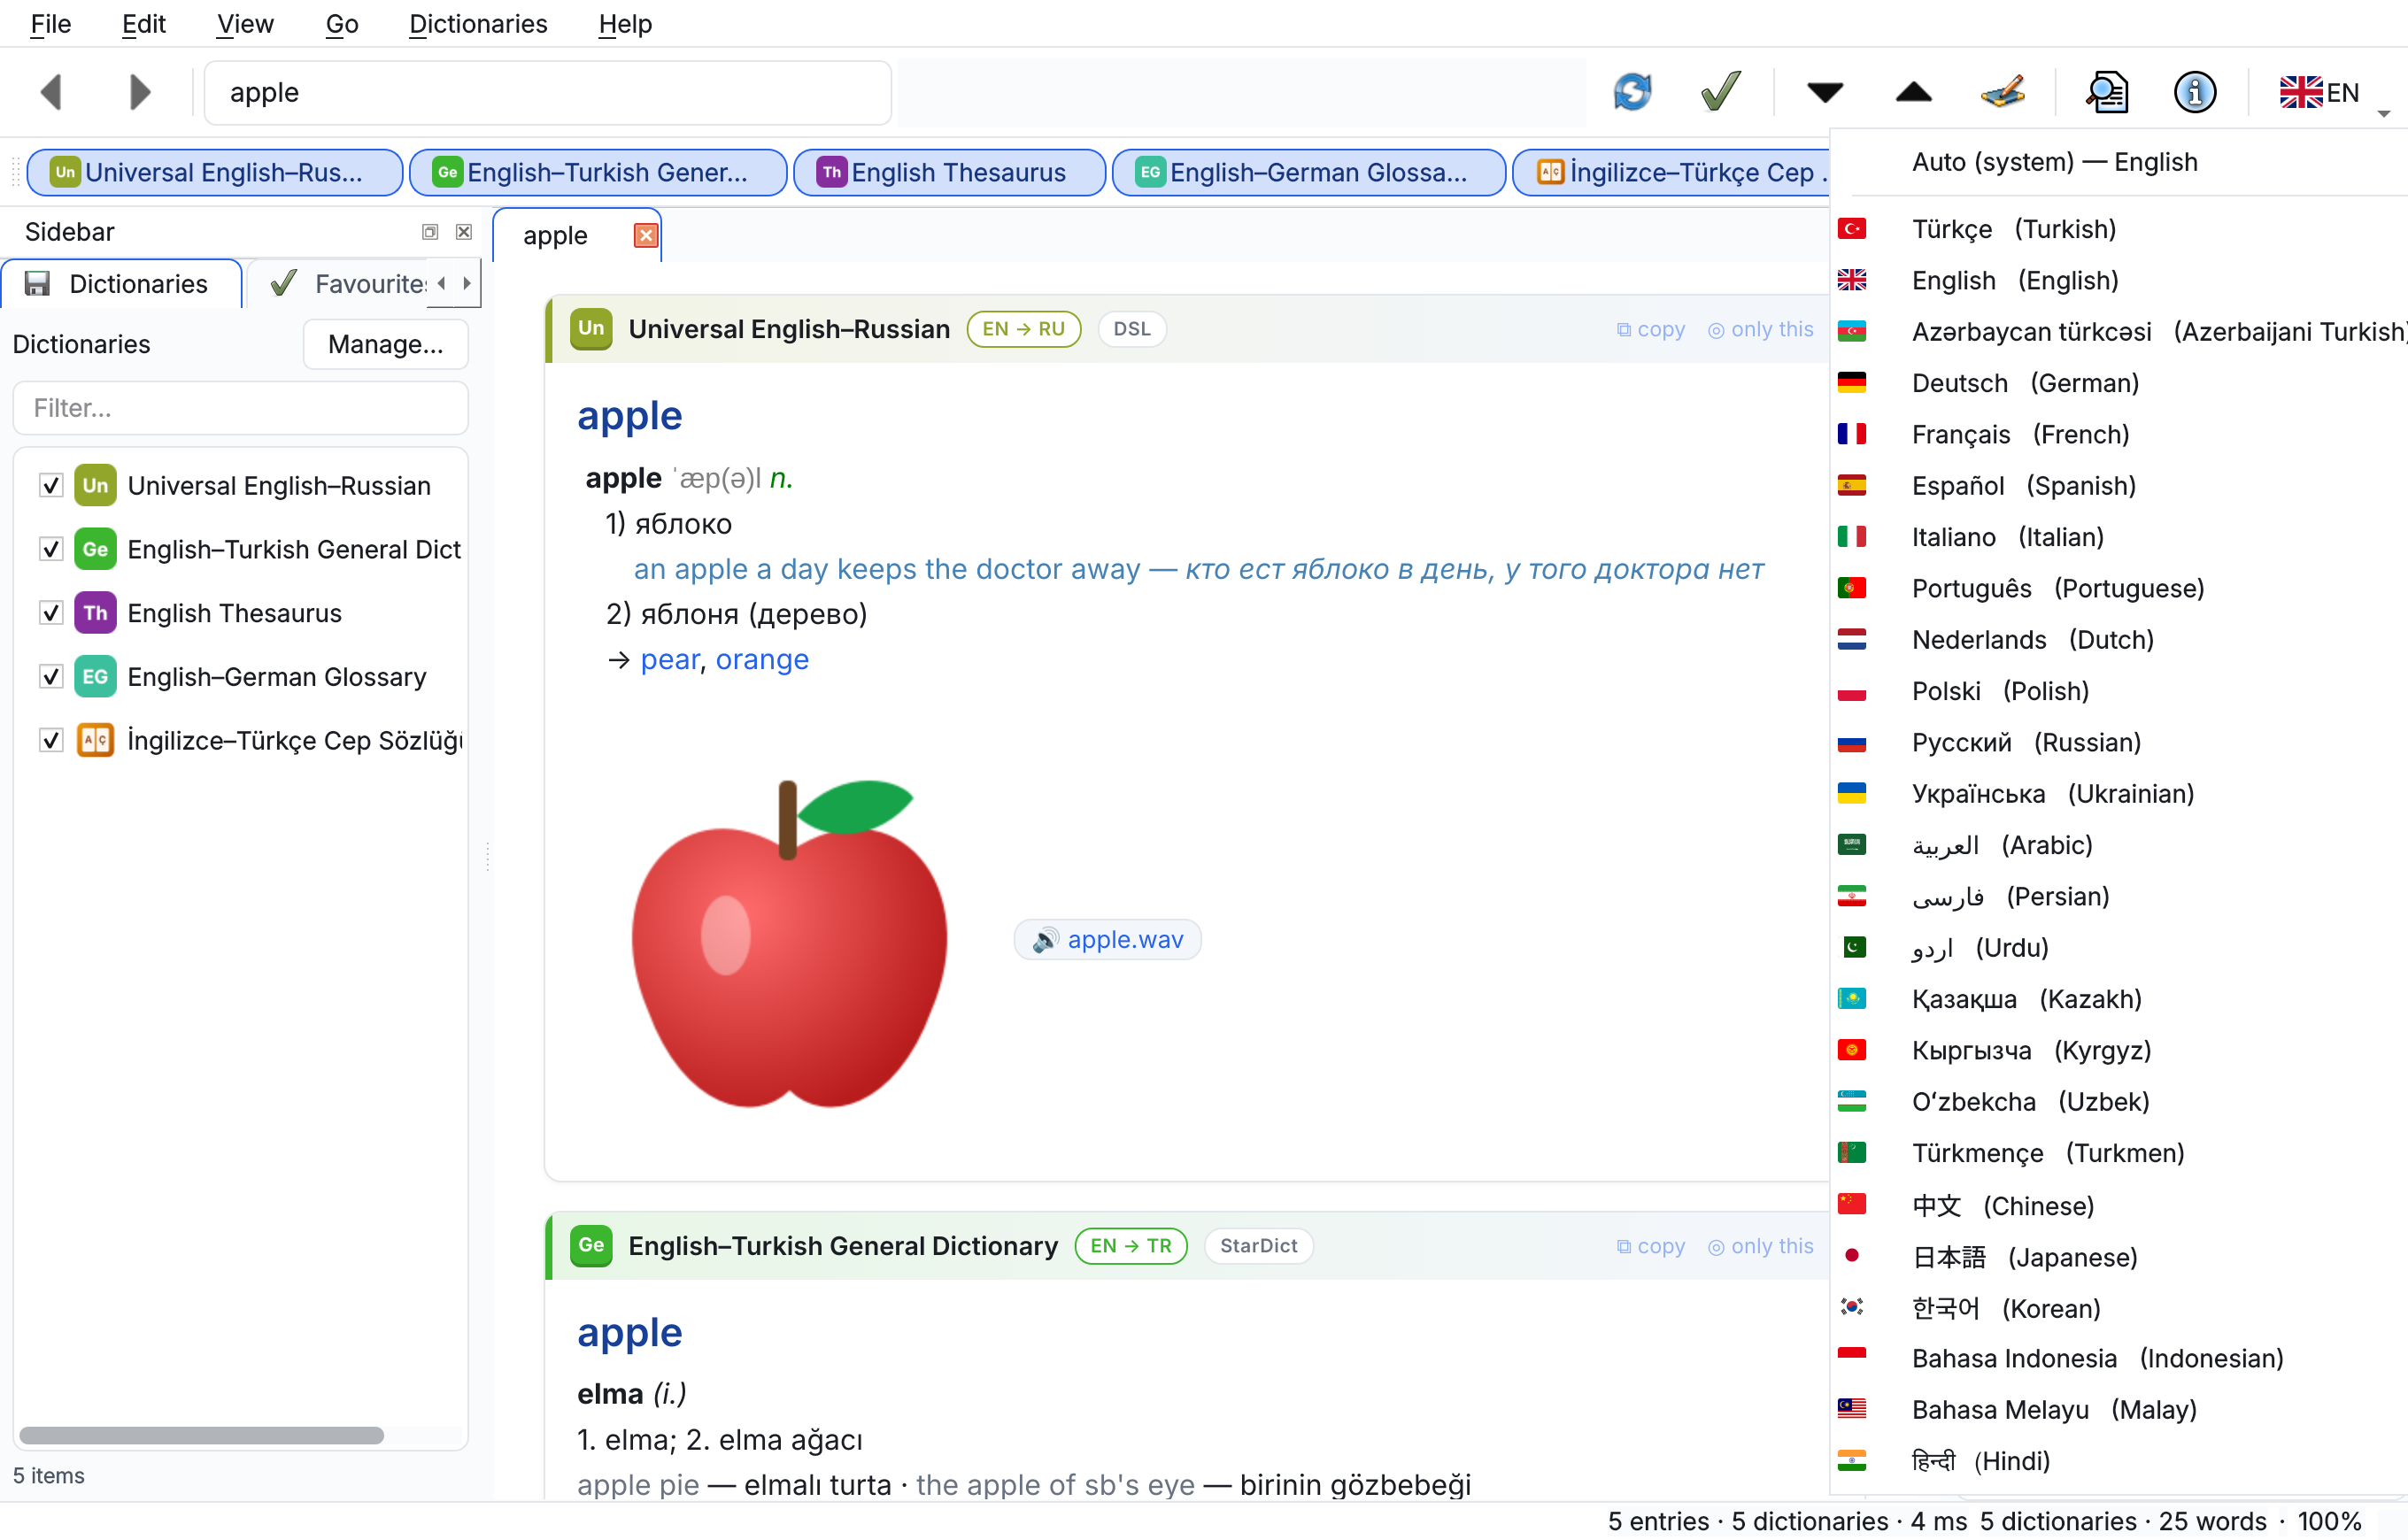 File Edit View Go Dictionaries Help
apple
EN
Un Universal English–Rus...
Ge English–Turkish Gener...
Th English Thesaurus
EG English–German Glossa...
AÇ İngilizce–Türkçe Cep .
Sidebar
Dictionaries
Favourite
Dictionaries
Manage...
Filter...
Un Universal English–Russian
Ge English–Turkish General Dict
Th English Thesaurus
EG English–German Glossary
AÇ İngilizce–Türkçe Cep Sözlüğü
5 items
apple
Un Universal English–Russian EN → RU DSL
copy only this
apple
apple ˈæp(ə)l n.
1) яблоко
an apple a day keeps the doctor away — кто ест яблоко в день, у того доктора нет
2) яблоня (дерево)
→ pear, orange
apple.wav
Ge English–Turkish General Dictionary EN → TR StarDict
copy only this
apple
elma (i.)
1. elma; 2. elma ağacı
apple pie — elmalı turta · the apple of sb's eye — birinin gözbebeği
Auto (system) — English
Türkçe (Turkish)
English (English)
Azərbaycan türkcəsi (Azerbaijani Turkish)
Deutsch (German)
Français (French)
Español (Spanish)
Italiano (Italian)
Português (Portuguese)
Nederlands (Dutch)
Polski (Polish)
Русский (Russian)
Українська (Ukrainian)
العربية (Arabic)
فارسی (Persian)
اردو (Urdu)
Қазақша (Kazakh)
Кыргызча (Kyrgyz)
Oʻzbekcha (Uzbek)
Türkmençe (Turkmen)
中文 (Chinese)
日本語 (Japanese)
한국어 (Korean)
Bahasa Indonesia (Indonesian)
Bahasa Melayu (Malay)
हिन्दी (Hindi)
5 entries · 5 dictionaries · 4 ms 5 dictionaries · 25 words · 100%